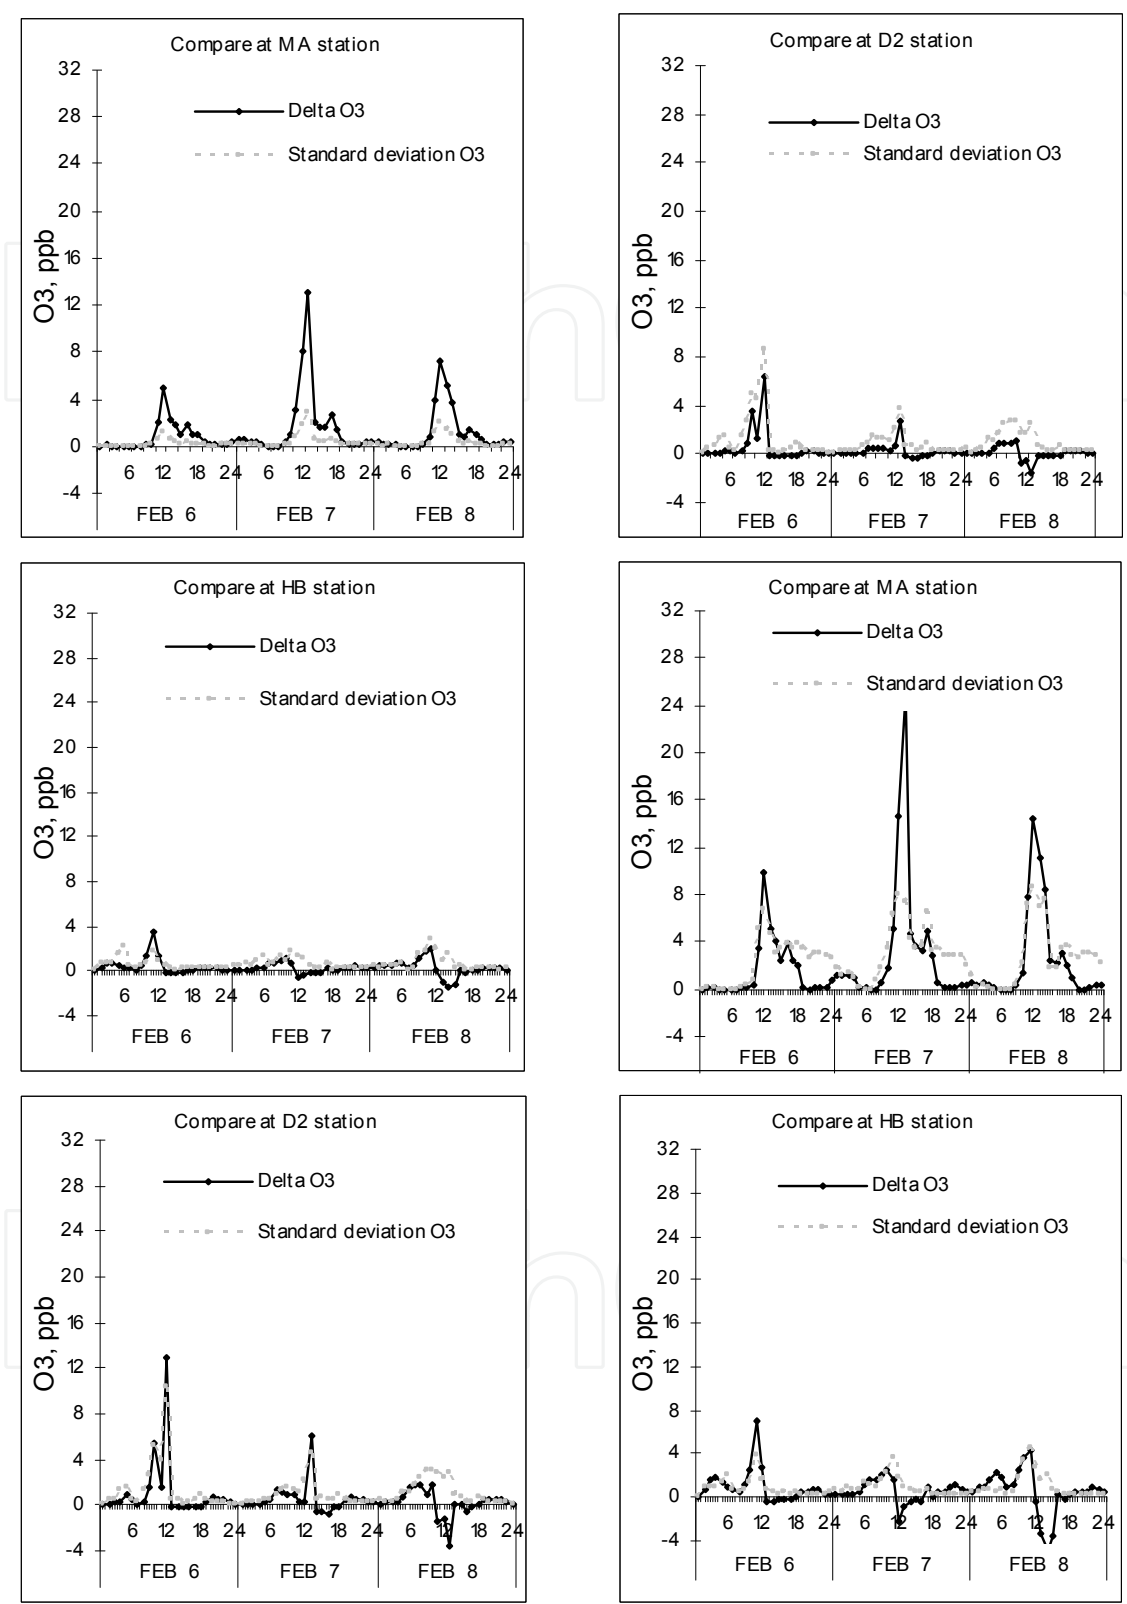 Compare at MA station
32
28
24
20
16
12
8
4
0
-4
O3, ppb
Delta O3
Standard deviation O3
6 12 18 24 6 12 18 24 6 12 18 24
FEB 6 FEB 7 FEB 8
Compare at D2 station
32
28
24
20
16
12
8
4
0
-4
O3, ppb
Delta O3
Standard deviation O3
6 12 18 24 6 12 18 24 6 12 18 24
FEB 6 FEB 7 FEB 8
Compare at HB station
32
28
24
20
16
12
8
4
0
-4
O3, ppb
Delta O3
Standard deviation O3
6 12 18 24 6 12 18 24 6 12 18 24
FEB 6 FEB 7 FEB 8
Compare at MA station
32
28
24
20
16
12
8
4
0
-4
O3, ppb
Delta O3
Standard deviation O3
6 12 18 24 6 12 18 24 6 12 18 24
FEB 6 FEB 7 FEB 8
Compare at D2 station
32
28
24
20
16
12
8
4
0
-4
O3, ppb
Delta O3
Standard deviation O3
6 12 18 24 6 12 18 24 6 12 18 24
FEB 6 FEB 7 FEB 8
Compare at HB station
32
28
24
20
16
12
8
4
0
-4
O3, ppb
Delta O3
Standard deviation O3
6 12 18 24 6 12 18 24 6 12 18 24
FEB 6 FEB 7 FEB 8